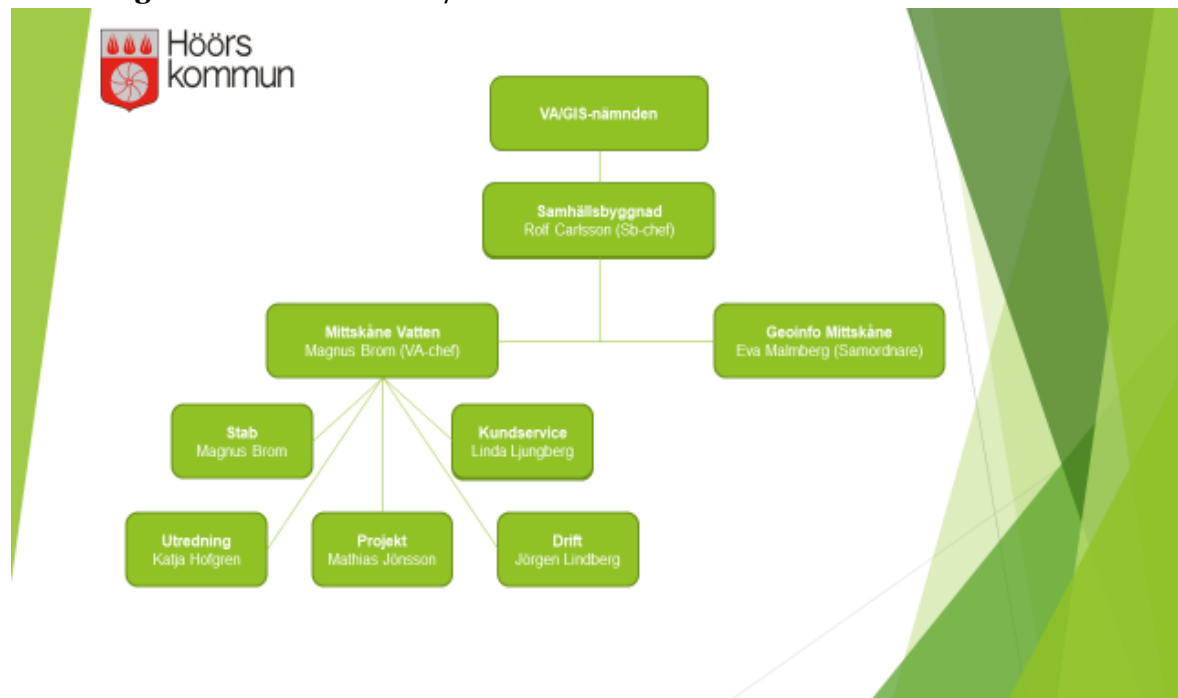 Höörs
kommun
VA/GIS-nämnden
Samhällsbyggnad
Rolf Carlsson (Sb-chef)
Mittskåne Vatten
Magnus Brom (VA-chef)
Geoinfo Mittskåne
Eva Malmberg (Samordnare)
Stab
Magnus Brom
Kundservice
Linda Ljungberg
Utredning
Katja Hofgren
Projekt
Mathias Jönsson
Drift
Jörgen Lindberg